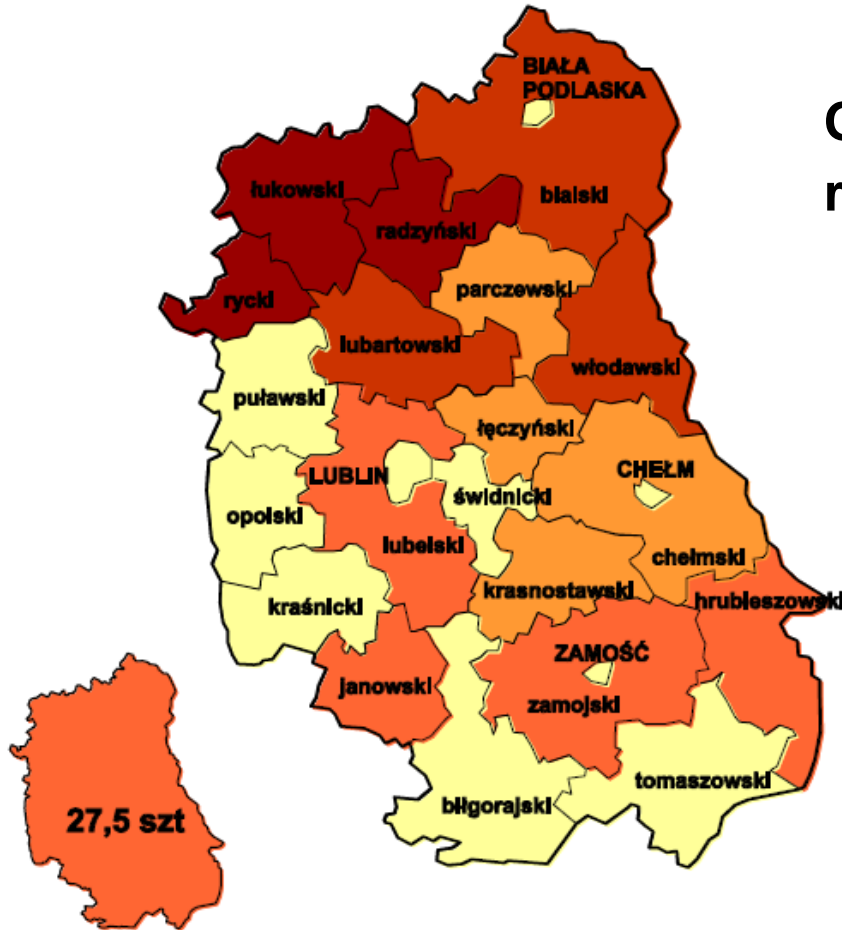 BIAŁA
PODLASKA
łukowski
bialski
radzyński
parczewski
rycki
lubartowski
włodawski
puławski
łęczyński
LUBLIN
CHEŁM
świdnicki
opolski
lubelski
chełmski
krasnostawski
hrubieszowski
kraśnicki
ZAMOŚĆ
janowski
zamojski
tomaszowski
biłgorajski
27,5 szt